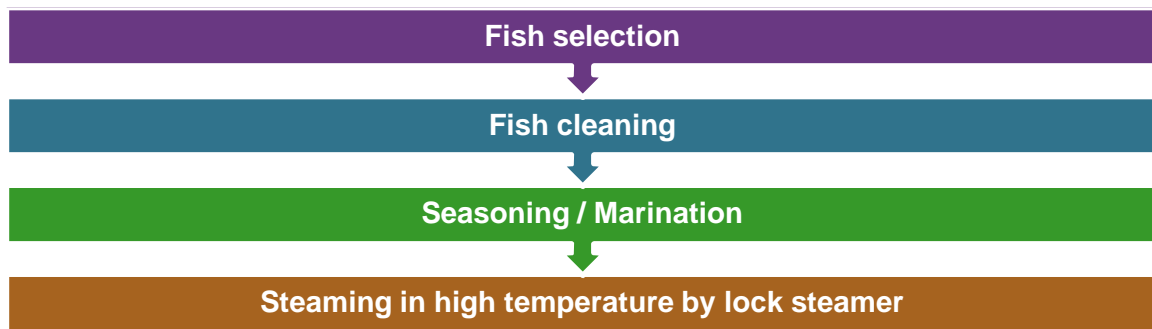 Fish selection
Fish cleaning
Seasoning / Marination
Steaming in high temperature by lock steamer